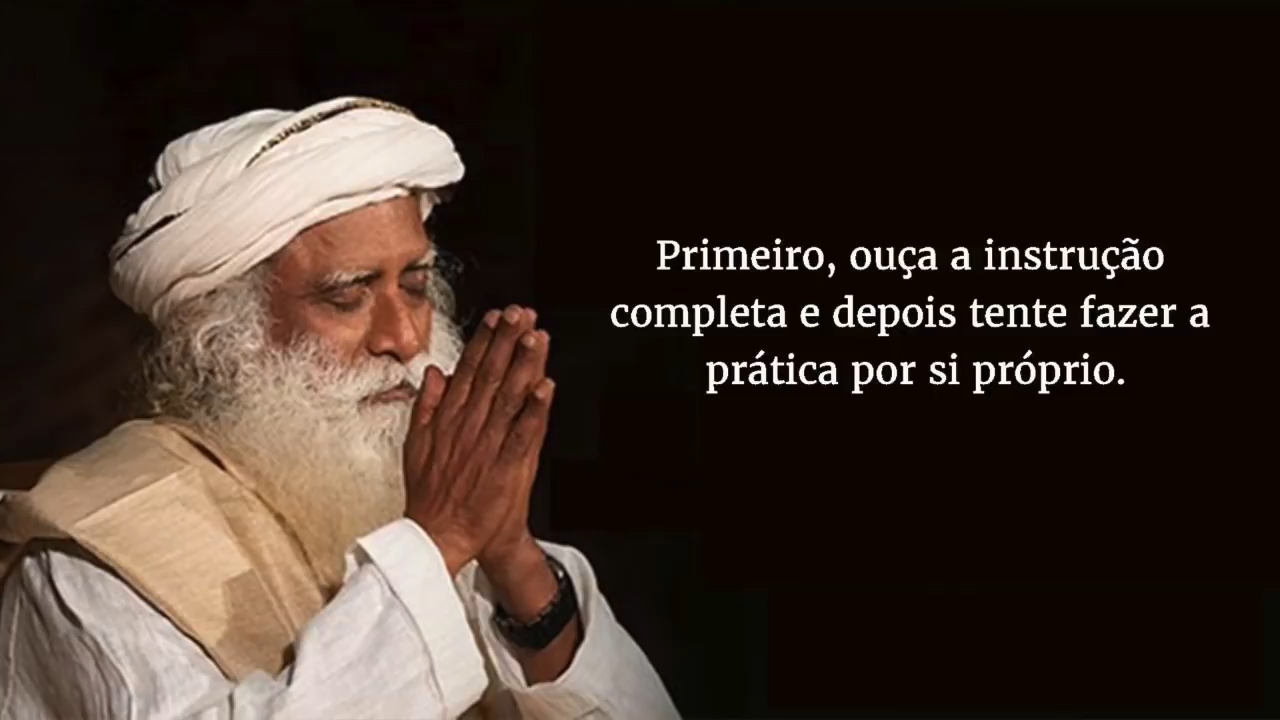 Primeiro, ouça a instrução
completa e depois tente fazer a
prática por si próprio.